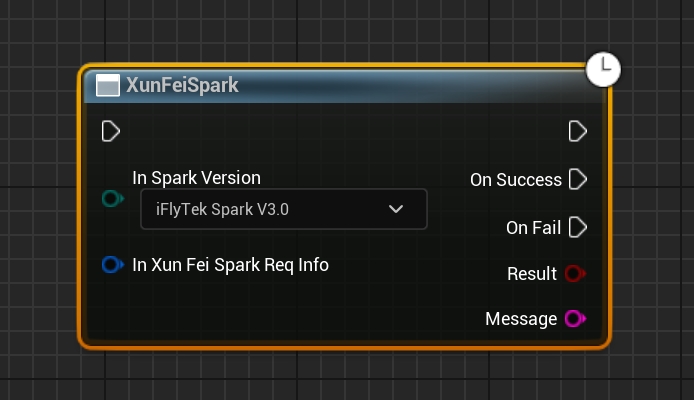 XunFeiSpark
In Spark Version
iFlyTek Spark V3.0
On Success
On Fail
In Xun Fei Spark Req Info
Result
Message